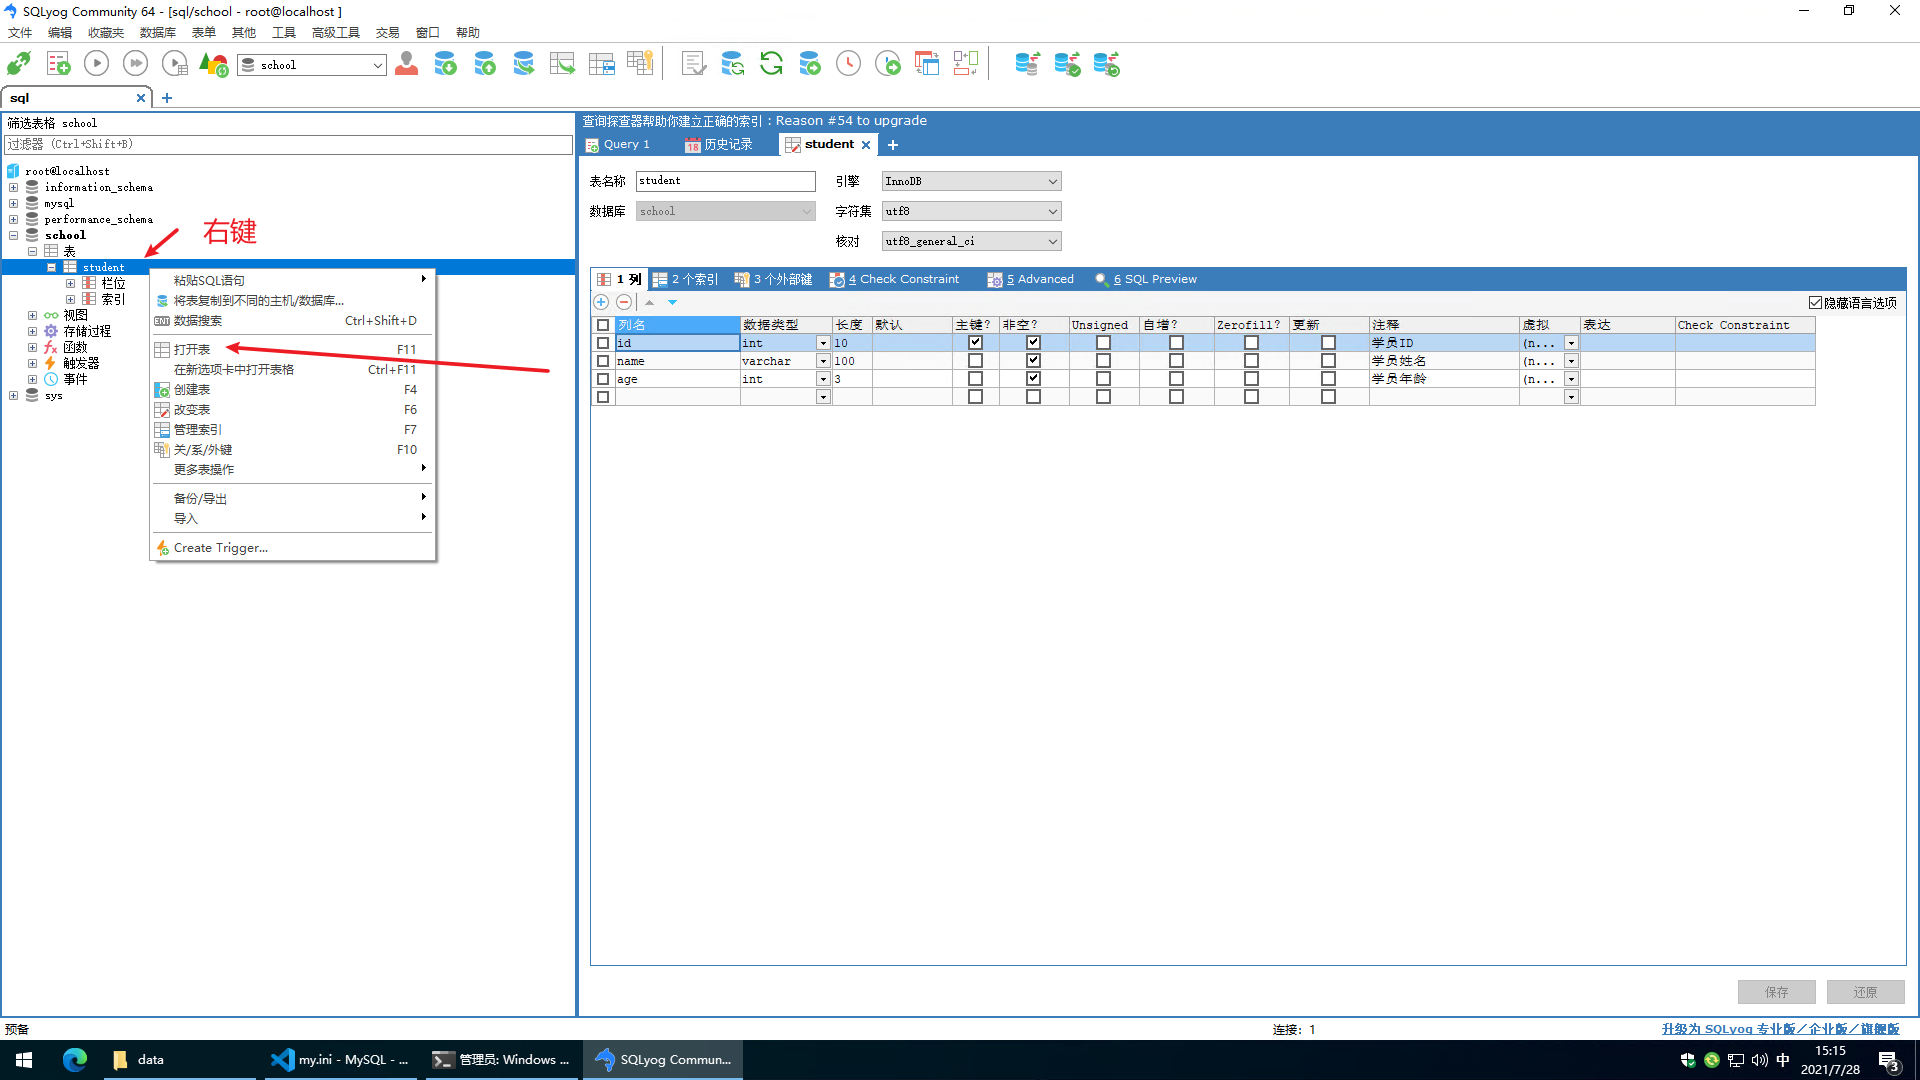 SQLyog Community 64 - [sql/school - root@localhost ]
文件 编辑 收藏夹 数据库 表单 其他 工具 高级工具 交易 窗口 帮助
school
sql
筛选表格 school
过滤器 (Ctrl+Shift+B)
root@localhost
information_schema
mysql
performance_schema
school
表
student
栏位
索引
视图
存储过程
函数
触发器
事件
sys
右键
粘贴SQL语句
将表复制到不同的主机/数据库...
数据搜索 Ctrl+Shift+D
打开表 F11
在新选项卡中打开表格 Ctrl+F11
创建表 F4
改变表 F6
管理索引 F7
关/系/外键 F10
更多表操作
备份/导出
导入
Create Trigger...
查询探查器帮助你建立正确的索引 : Reason #54 to upgrade
Query 1 18 历史记录 student
表名称 student 引擎 InnoDB
数据库 school 字符集 utf8
核对 utf8_general_ci
1 列 2 个索引 3 个外部键 4 Check Constraint 5 Advanced 6 SQL Preview
隐藏语言选项
列名 数据类型 长度 默认 主键? 非空? Unsigned 自增? Zerofill? 更新 注释 虚拟 表达 Check Constraint
id int 10 学员ID (n...
name varchar 100 学员姓名 (n...
age int 3 学员年龄 (n...
保存 还原
预备 连接: 1 升级为 SQLyog 专业版/企业版/旗舰版
data my.ini - MySQL - ... 管理员: Windows ... SQLyog Commun... 中 15:15
2021/7/28 3